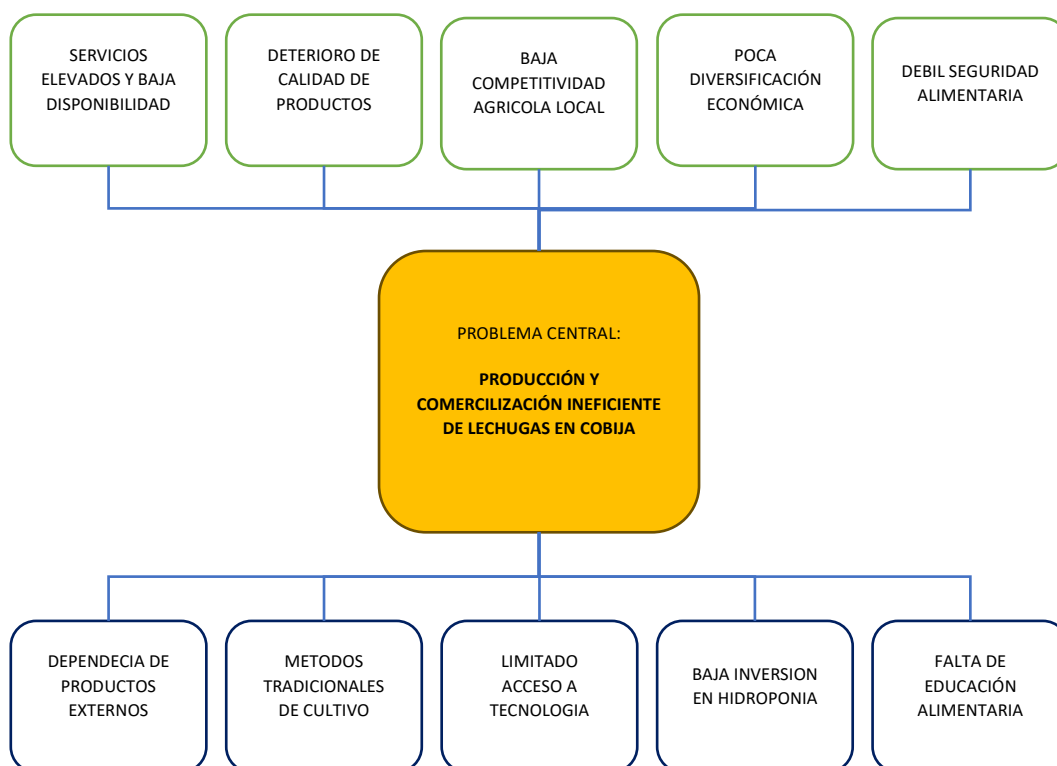 SERVICIOS
ELEVADOS Y BAJA
DISPONIBILIDAD
DETERIORO DE
CALIDAD DE
PRODUCTOS
BAJA
COMPETITIVIDAD
AGRICOLA LOCAL
POCA
DIVERSIFICACIÓN
ECONÓMICA
DEBIL SEGURIDAD
ALIMENTARIA
PROBLEMA CENTRAL:
PRODUCCIÓN Y
COMERCILIZACIÓN INEFICIENTE
DE LECHUGAS EN COBIJA
DEPENDECIA DE
PRODUCTOS
EXTERNOS
METODOS
TRADICIONALES
DE CULTIVO
LIMITADO
ACCESO A
TECNOLOGIA
BAJA INVERSION
EN HIDROPONIA
FALTA DE
EDUCACIÓN
ALIMENTARIA